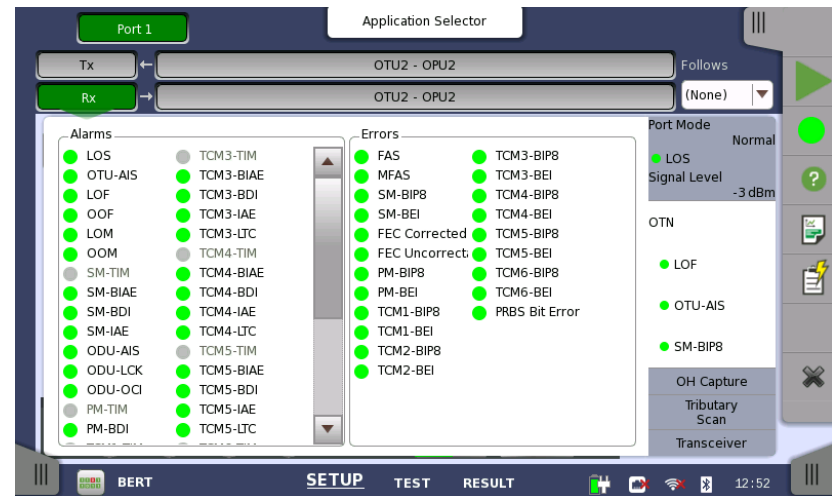 Application Selector
Port 1
Tx
OTU2 - OPU2
Follows
Rx
OTU2 - OPU2
(None)
Alarms
LOS
OTU-AIS
LOF
OOF
LOM
OOM
SM-TIM
SM-BIAE
SM-BDI
SM-IAE
ODU-AIS
ODU-LCK
ODU-OCI
PM-TIM
PM-BDI
TCM3-TIM
TCM3-BIAE
TCM3-BDI
TCM3-IAE
TCM3-LTC
TCM4-TIM
TCM4-BIAE
TCM4-BDI
TCM4-IAE
TCM4-LTC
TCM5-TIM
TCM5-BIAE
TCM5-BDI
TCM5-IAE
TCM5-LTC
Errors
FAS
MFAS
SM-BIP8
SM-BEI
FEC Corrected
FEC Uncorrect
PM-BIP8
PM-BEI
TCM1-BIP8
TCM1-BEI
TCM2-BIP8
TCM2-BEI
TCM3-BIP8
TCM3-BEI
TCM4-BIP8
TCM4-BEI
TCM5-BIP8
TCM5-BEI
TCM6-BIP8
TCM6-BEI
PRBS Bit Error
Port Mode
Normal
LOS
Signal Level
-3 dBm
OTN
LOF
OTU-AIS
SM-BIP8
OH Capture
Tributary
Scan
Transceiver
BERT
SETUP
TEST
RESULT
12:52